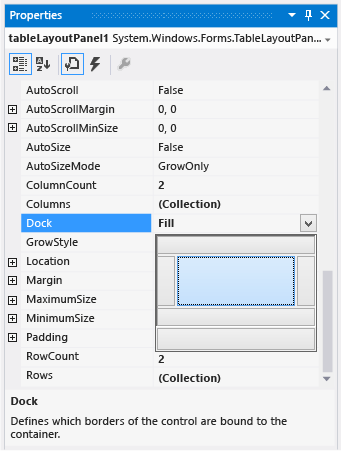 Properties
tableLayoutPanel1 System.Windows.Forms.TableLayoutPan...
AutoScroll False
AutoScrollMargin 0, 0
AutoScrollMinSize 0, 0
AutoSize False
AutoSizeMode GrowOnly
ColumnCount 2
Columns (Collection)
Dock Fill
GrowStyle
Location
Margin
MaximumSize
MinimumSize
Padding
RowCount 2
Rows (Collection)
Dock
Defines which borders of the control are bound to the
container.